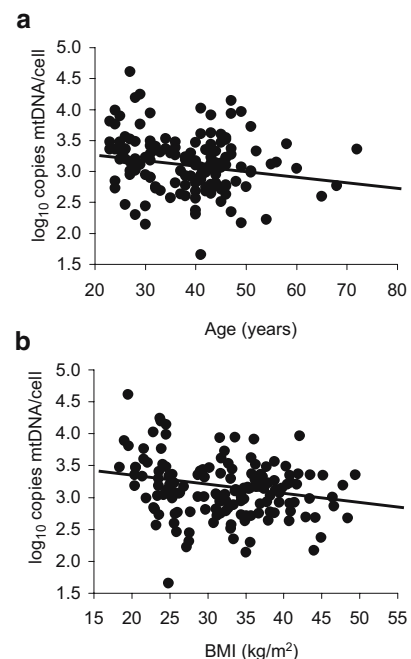 a
log₁₀ copies mtDNA/cell
5.0
4.5
4.0
3.5
3.0
2.5
2.0
1.5
20 30 40 50 60 70 80
Age (years)
b
log₁₀ copies mtDNA/cell
5.0
4.5
4.0
3.5
3.0
2.5
2.0
1.5
15 20 25 30 35 40 45 50 55
BMI (kg/m²)